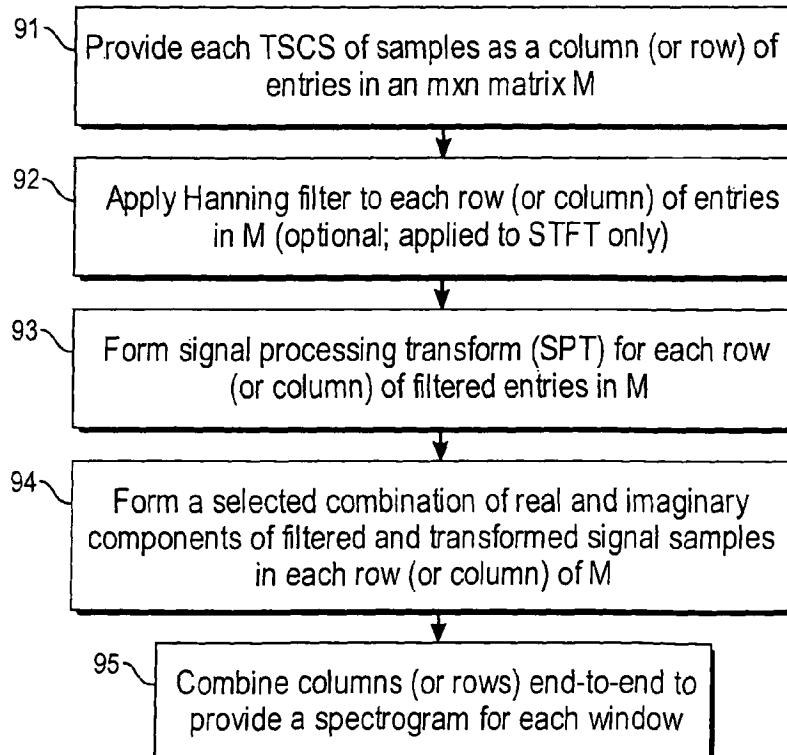 91
Provide each TSCS of samples as a column (or row) of
entries in an mxn matrix M
92
Apply Hanning filter to each row (or column) of entries
in M (optional; applied to STFT only)
93
Form signal processing transform (SPT) for each row
(or column) of filtered entries in M
94
Form a selected combination of real and imaginary
components of filtered and transformed signal samples
in each row (or column) of M
95
Combine columns (or rows) end-to-end to
provide a spectrogram for each window